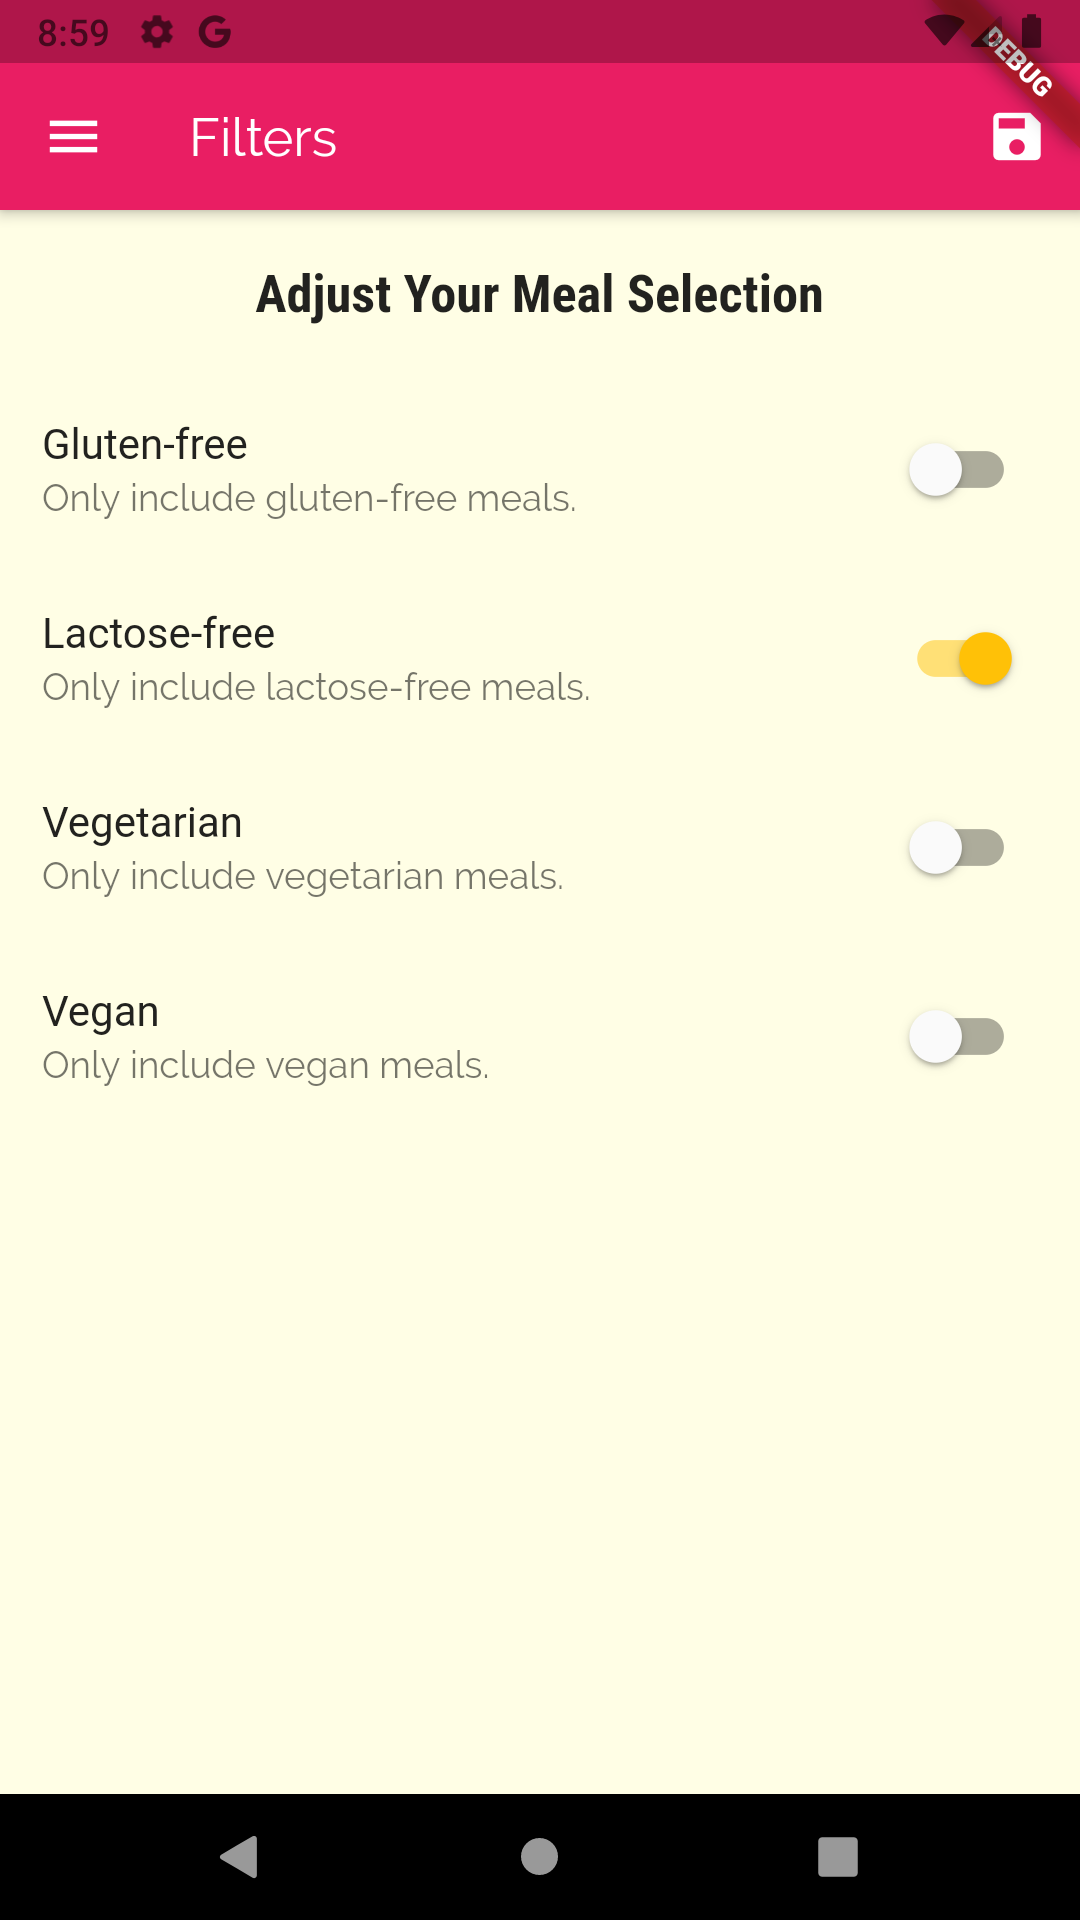 8:59
DEBUG
Filters
Adjust Your Meal Selection
Gluten-free
Only include gluten-free meals.
Lactose-free
Only include lactose-free meals.
Vegetarian
Only include vegetarian meals.
Vegan
Only include vegan meals.